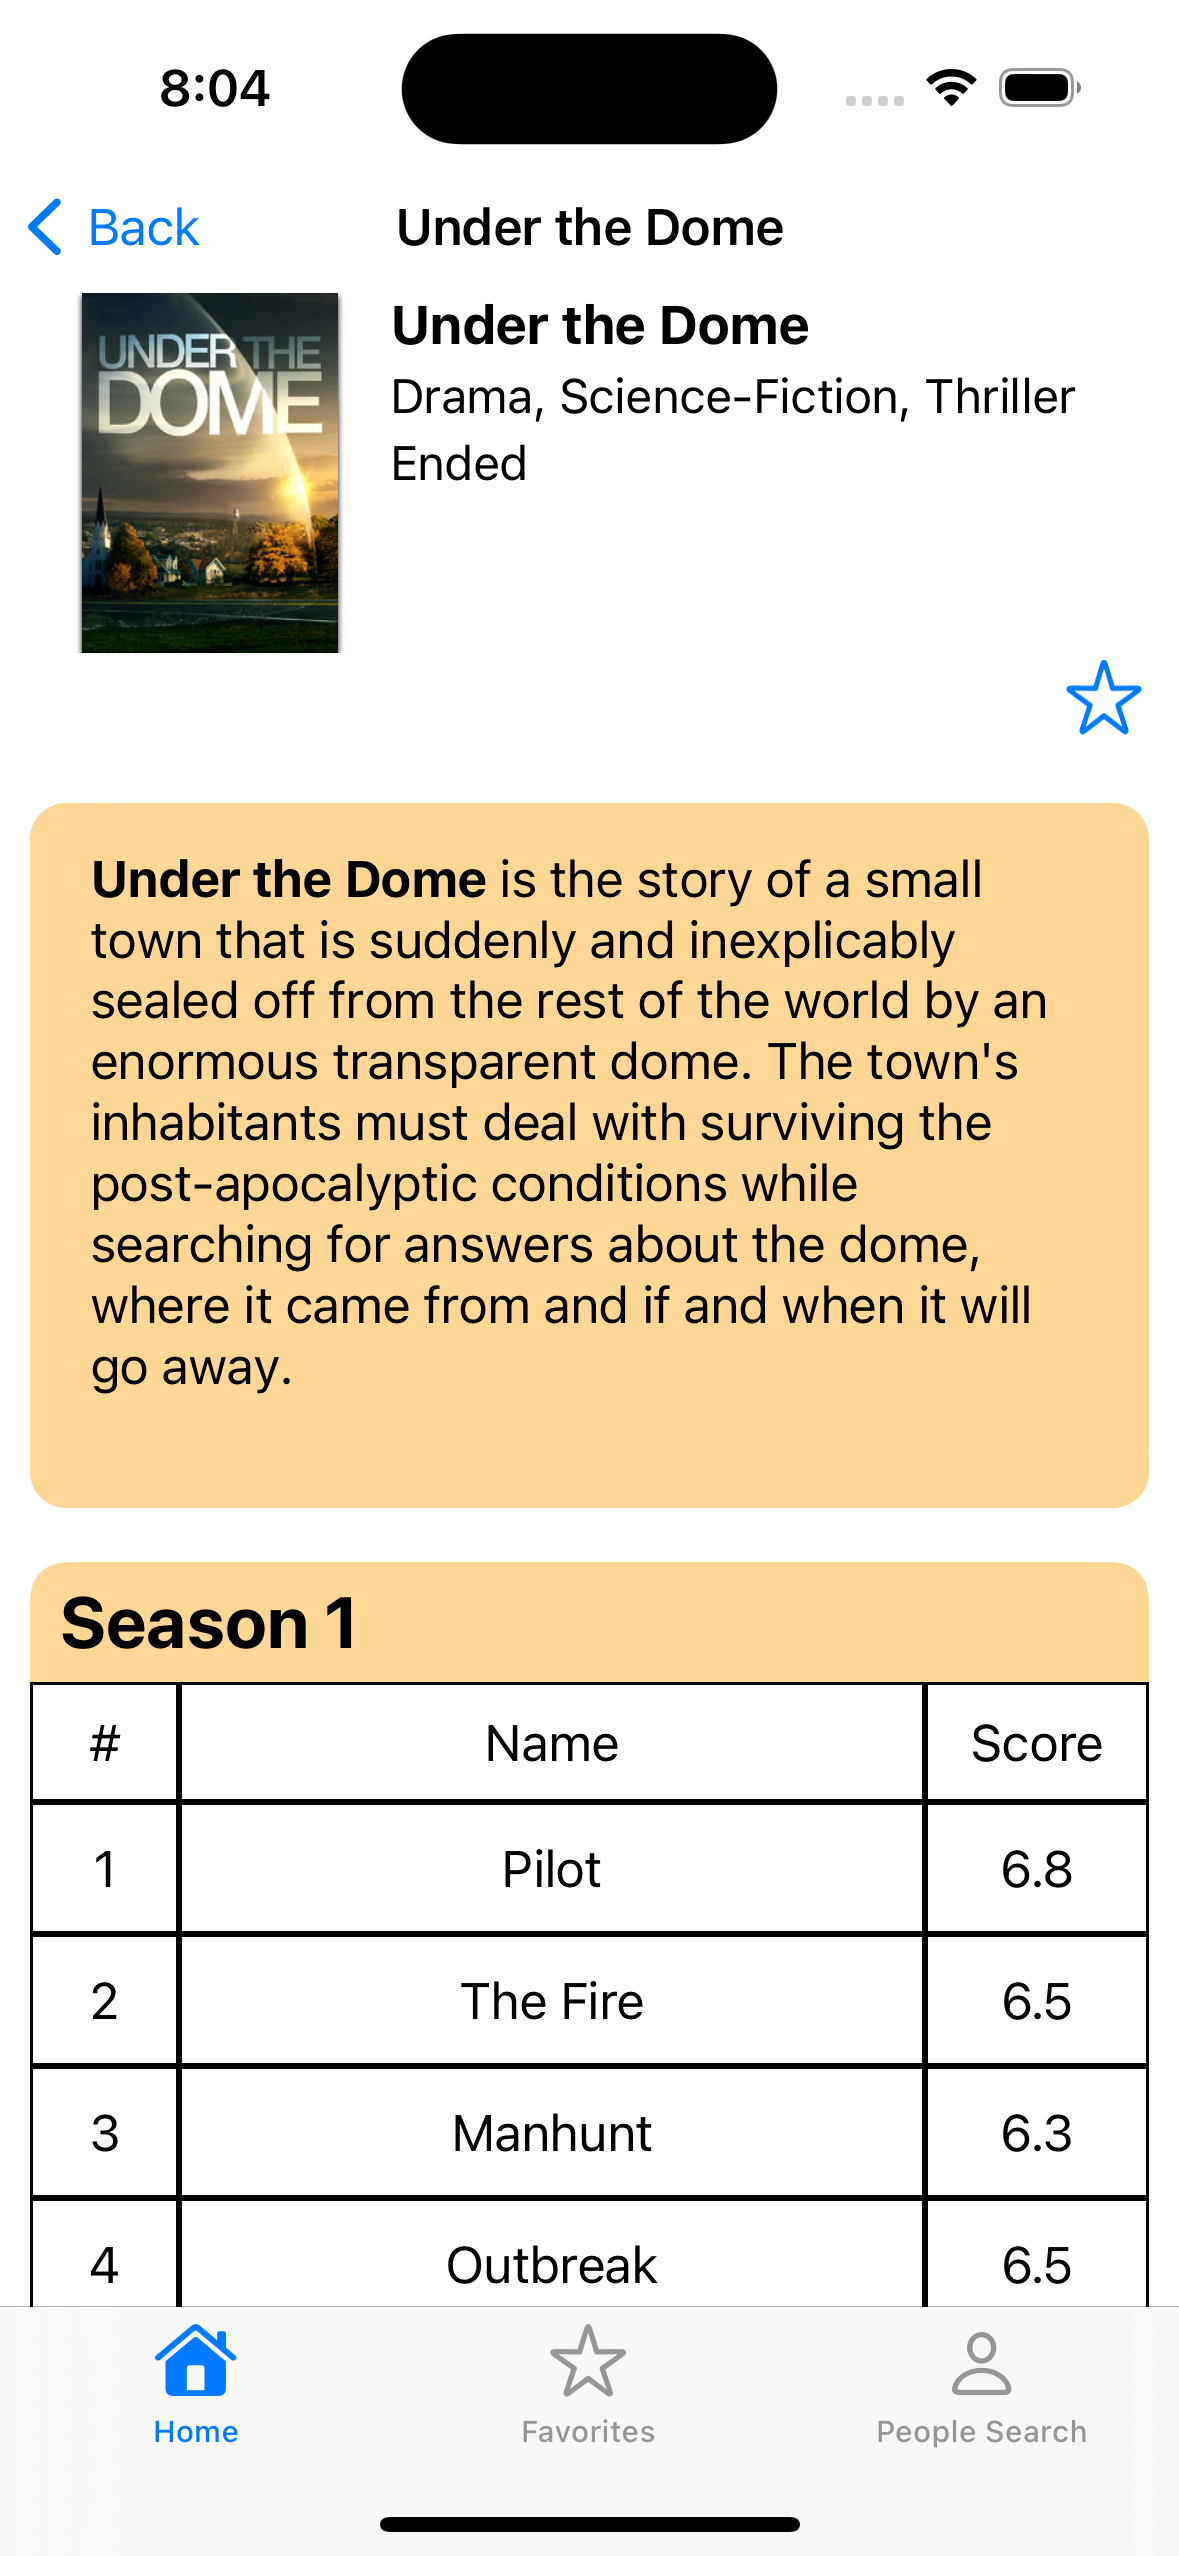 8:04
Back
Under the Dome
UNDER THE
DOME
Under the Dome
Drama, Science-Fiction, Thriller
Ended
Under the Dome is the story of a small
town that is suddenly and inexplicably
sealed off from the rest of the world by an
enormous transparent dome. The town's
inhabitants must deal with surviving the
post-apocalyptic conditions while
searching for answers about the dome,
where it came from and if and when it will
go away.
Season 1
# Name Score
1 Pilot 6.8
2 The Fire 6.5
3 Manhunt 6.3
4 Outbreak 6.5
Home Favorites People Search